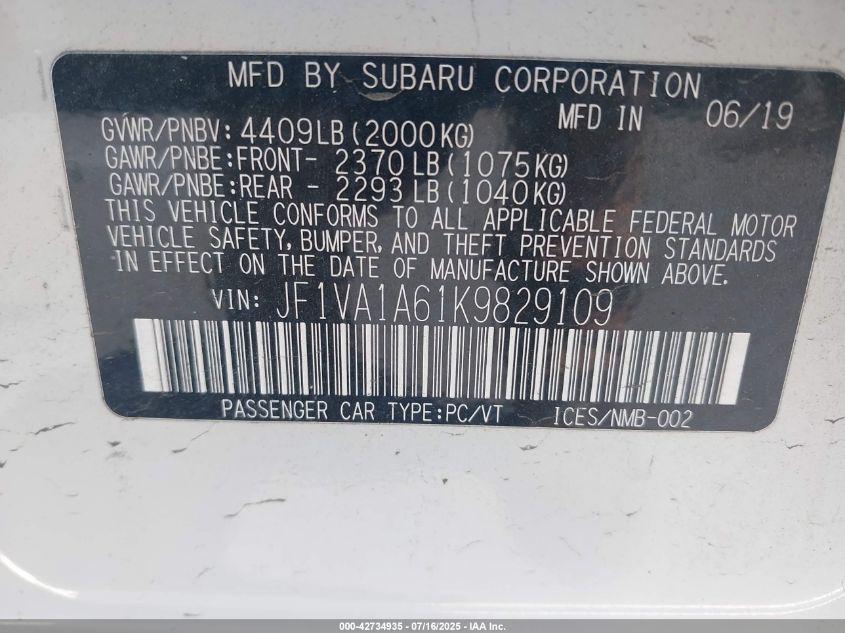 MFD BY SUBARU CORPORATION
MFD IN 06/19
GVWR/PNBV: 4409LB(2000KG)
GAWR/PNBE:FRONT- 2370LB(1075KG)
GAWR/PNBE:REAR - 2293LB(1040KG)
THIS VEHICLE CONFORMS TO ALL APPLICABLE FEDERAL MOTOR
VEHICLE SAFETY, BUMPER, AND THEFT PREVENTION STANDARDS
IN EFFECT ON THE DATE OF MANUFACTURE SHOWN ABOVE.
VIN: JF1VA1A61K9829109
PASSENGER CAR TYPE:PC/VT ICES/NMB-002
000-42734935 - 07/16/2025 - IAA Inc.